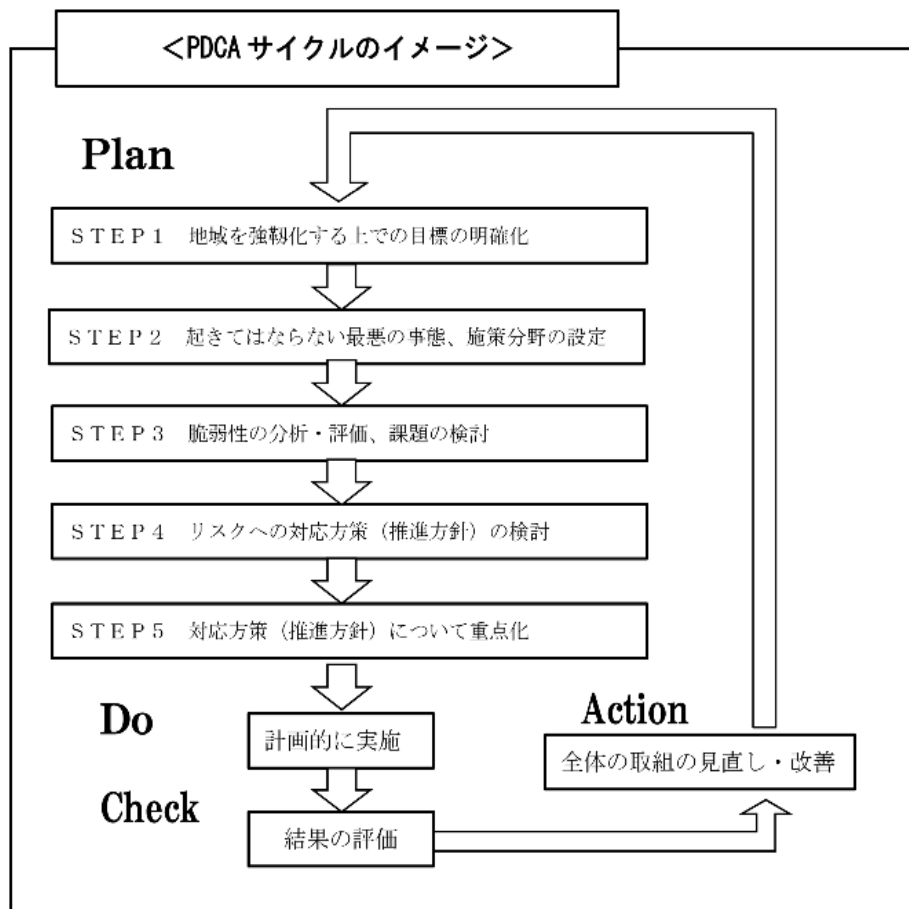 ＜PDCA サイクルのイメージ＞
Plan
ＳＴＥＰ１　地域を強靱化する上での目標の明確化
ＳＴＥＰ２　起きてはならない最悪の事態、施策分野の設定
ＳＴＥＰ３　脆弱性の分析・評価、課題の検討
ＳＴＥＰ４　リスクへの対応方策（推進方針）の検討
ＳＴＥＰ５　対応方策（推進方針）について重点化
Do
計画的に実施
Check
結果の評価
Action
全体の取組の見直し・改善